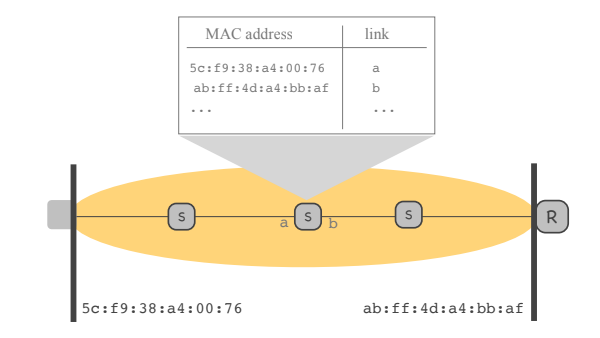 MAC address link
5c:f9:38:a4:00:76 a
ab:ff:4d:a4:bb:af b
... ...
S a S b S R
5c:f9:38:a4:00:76 ab:ff:4d:a4:bb:af